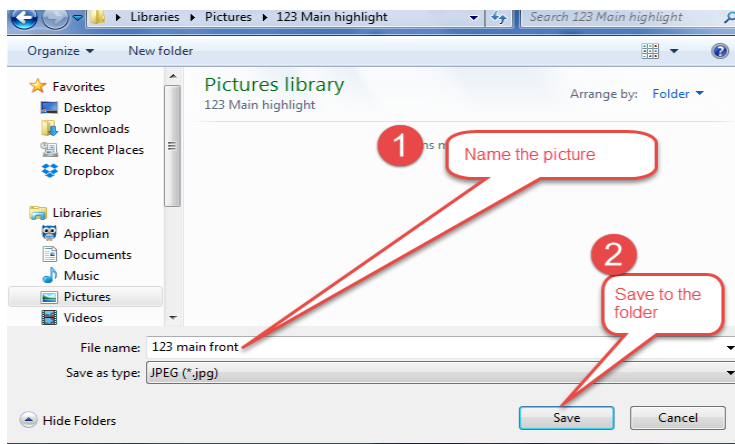 Libraries Pictures 123 Main highlight Search 123 Main highlight
Organize New folder
Favorites
Desktop
Downloads
Recent Places
Dropbox
Libraries
Applian
Documents
Music
Pictures
Videos
Pictures library
123 Main highlight
Arrange by: Folder
1
Name the picture
2
Save to the
folder
File name: 123 main front
Save as type: JPEG (*.jpg)
Hide Folders
Save Cancel